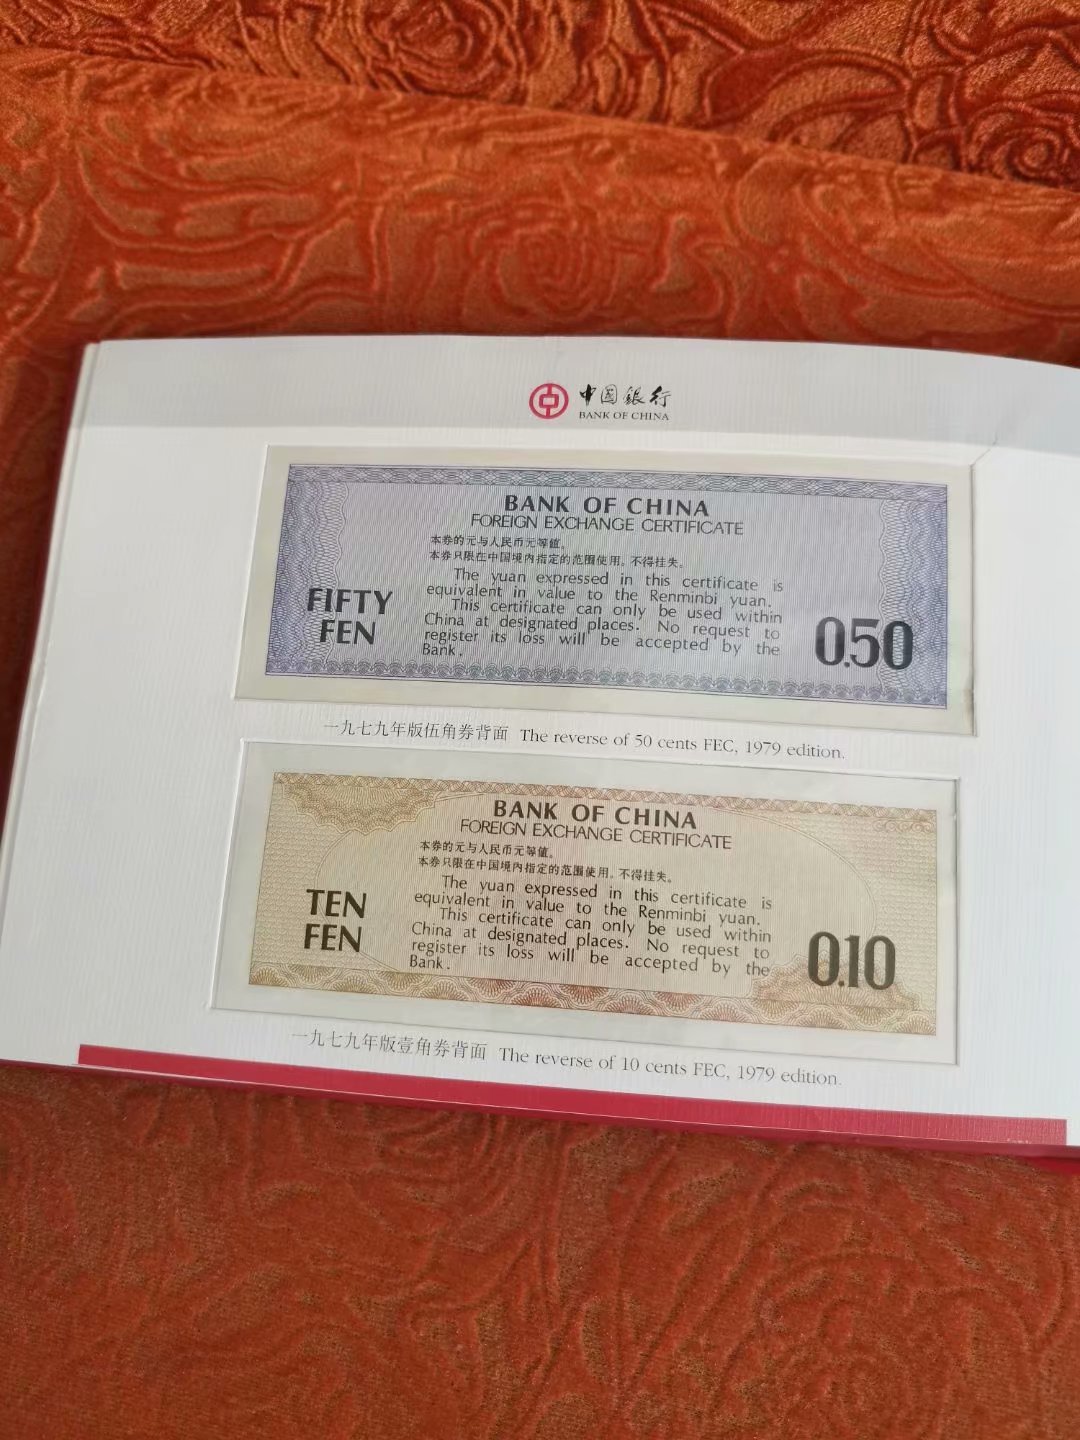 中国銀行
BANK OF CHINA
BANK OF CHINA
FOREIGN EXCHANGE CERTIFICATE
本券的元与人民币元等值。
本券只限在中国境内指定的范围使用。不得挂失。
The yuan expressed in this certificate is
equivalent in value to the Renminbi yuan.
This certificate can only be used within
China at designated places. No request to
register its loss will be accepted by the
Bank.
FIFTY
FEN
0.50
一九七九年版伍角券背面 The reverse of 50 cents FEC, 1979 edition.
BANK OF CHINA
FOREIGN EXCHANGE CERTIFICATE
本券的元与人民币元等值。
本券只限在中国境内指定的范围使用。不得挂失。
The yuan expressed in this certificate is
equivalent in value to the Renminbi yuan.
This certificate can only be used within
China at designated places. No request to
register its loss will be accepted by the
Bank.
TEN
FEN
0.10
一九七九年版壹角券背面 The reverse of 10 cents FEC, 1979 edition.